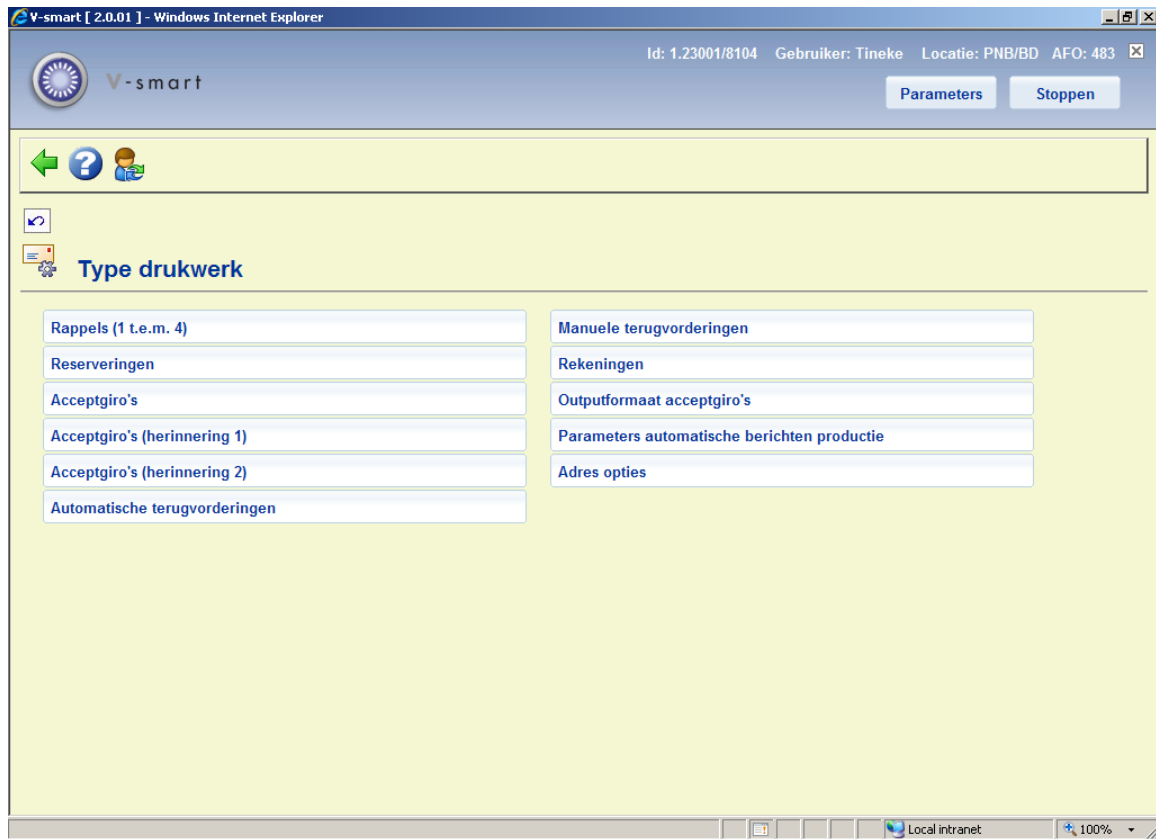 V-smart [ 2.0.01 ] - Windows Internet Explorer
Id: 1.23001/8104 Gebruiker: Tineke Locatie: PNB/BD AFO: 483
V-smart
Parameters Stoppen
Type drukwerk
Rappels (1 t.e.m. 4) Manuele terugvorderingen
Reserveringen Rekeningen
Acceptgiro's Outputformaat acceptgiro's
Acceptgiro's (herinnering 1) Parameters automatische berichten productie
Acceptgiro's (herinnering 2) Adres opties
Automatische terugvorderingen
Local intranet 100%